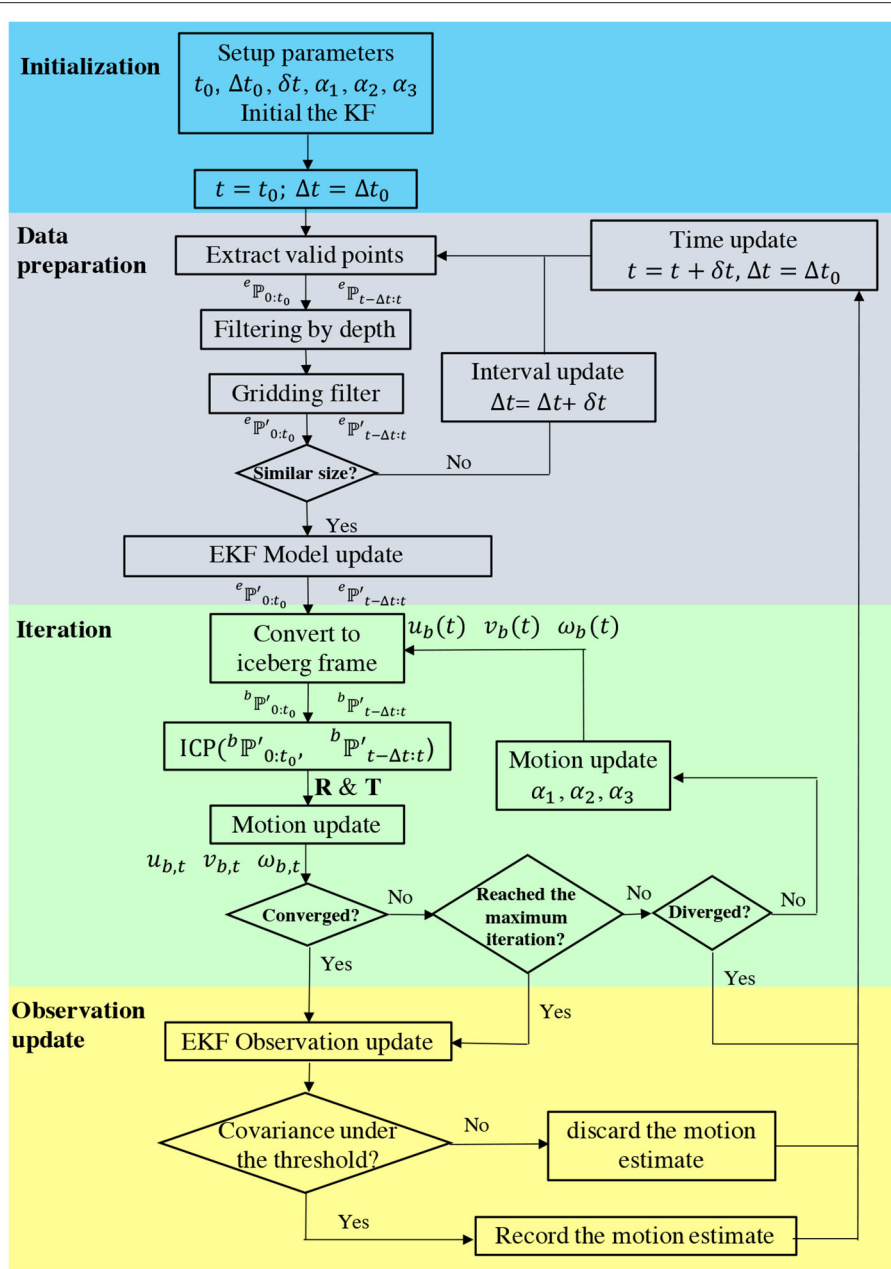 Initialization
Setup parameters
t₀, Δt₀, δt, α₁, α₂, α₃
Initial the KF
t = t₀; Δt = Δt₀
Data
preparation
Extract valid points
Time update
t = t + δt, Δt = Δt₀
ᵉℙ₀:t₀ ᵉℙt−Δt:t
Filtering by depth
Interval update
Δt= Δt+ δt
Gridding filter
ᵉℙ′₀:t₀ ᵉℙ′t−Δt:t
Similar size?
No
Yes
EKF Model update
ᵉℙ′₀:t₀ ᵉℙ′t−Δt:t
Iteration
Convert to
iceberg frame
u_b(t) v_b(t) ω_b(t)
ᵇℙ′₀:t₀ ᵇℙ′t−Δt:t
ICP(ᵇℙ′₀:t₀, ᵇℙ′t−Δt:t)
Motion update
α₁, α₂, α₃
R & T
Motion update
u_b,t v_b,t ω_b,t
Converged?
No
Reached the
maximum
iteration?
No
Diverged?
No
Yes
Yes
Yes
Observation
update
EKF Observation update
Covariance under
the threshold?
No
discard the motion
estimate
Yes
Record the motion estimate